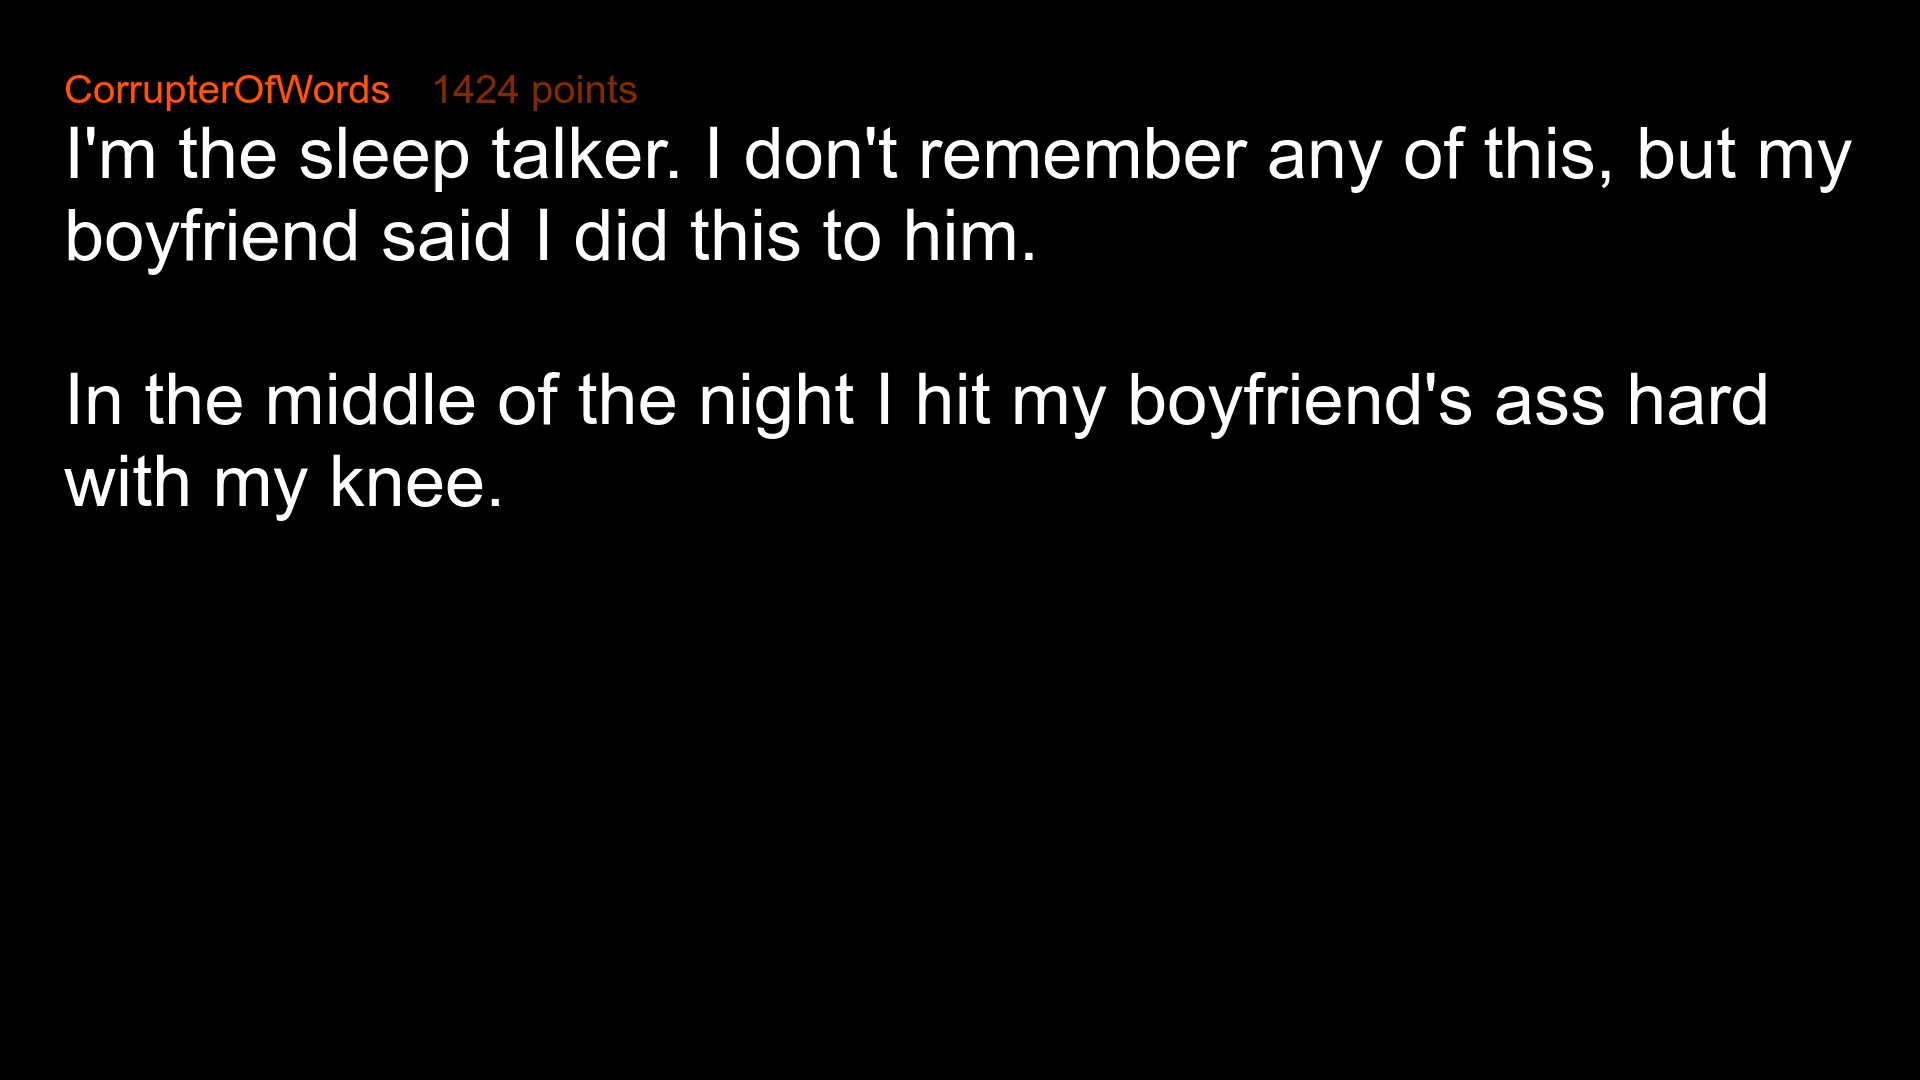 CorrupterOfWords 1424 points
I'm the sleep talker. I don't remember any of this, but my
boyfriend said I did this to him.
In the middle of the night I hit my boyfriend's ass hard
with my knee.